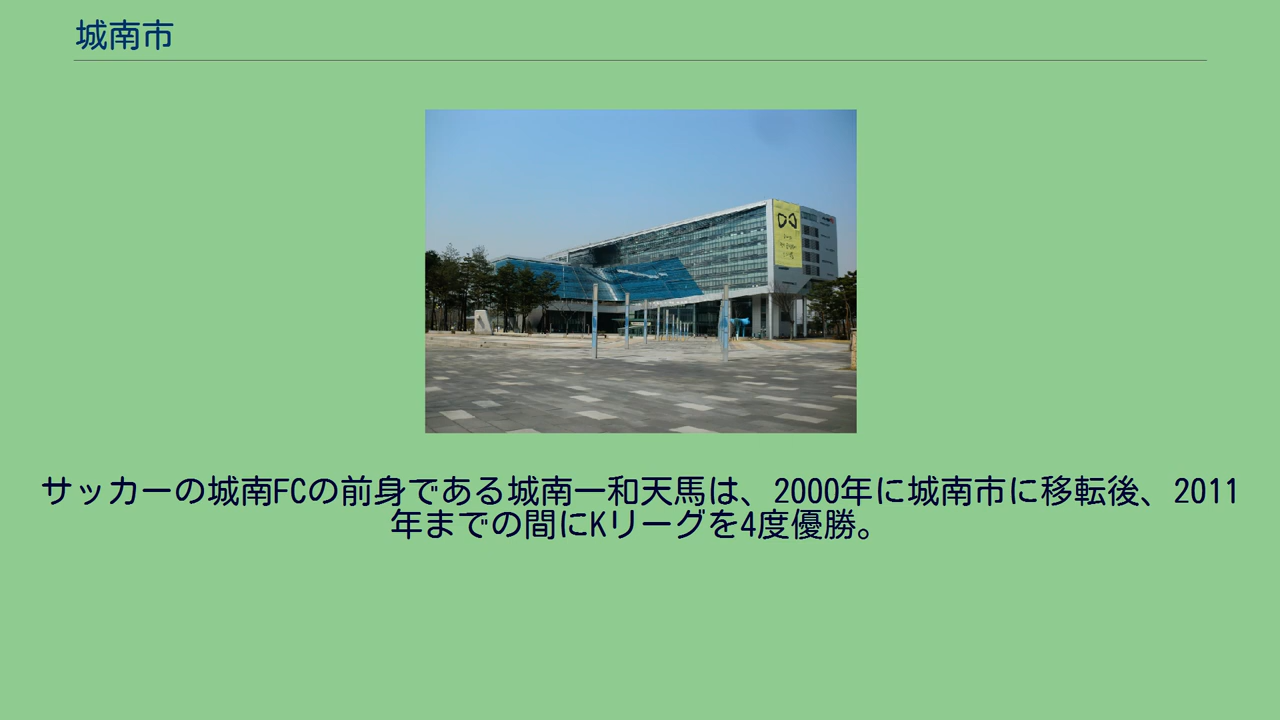 城南市
サッカーの城南FCの前身である城南一和天馬は、2000年に城南市に移転後、2011
年までの間にKリーグを4度優勝。